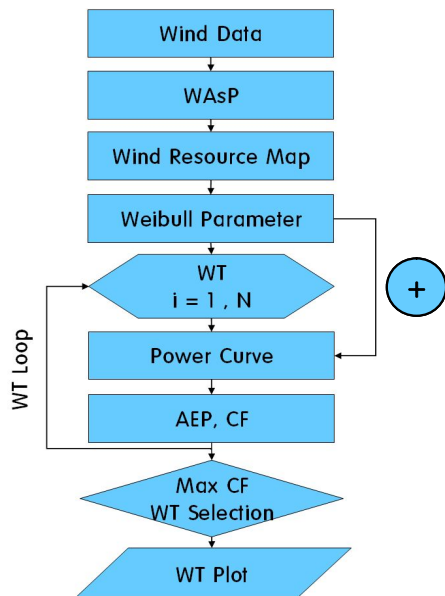 Wind Data
WAsP
Wind Resource Map
Weibull Parameter
WT
i = 1 , N
+
Power Curve
WT Loop
AEP, CF
Max CF
WT Selection
WT Plot